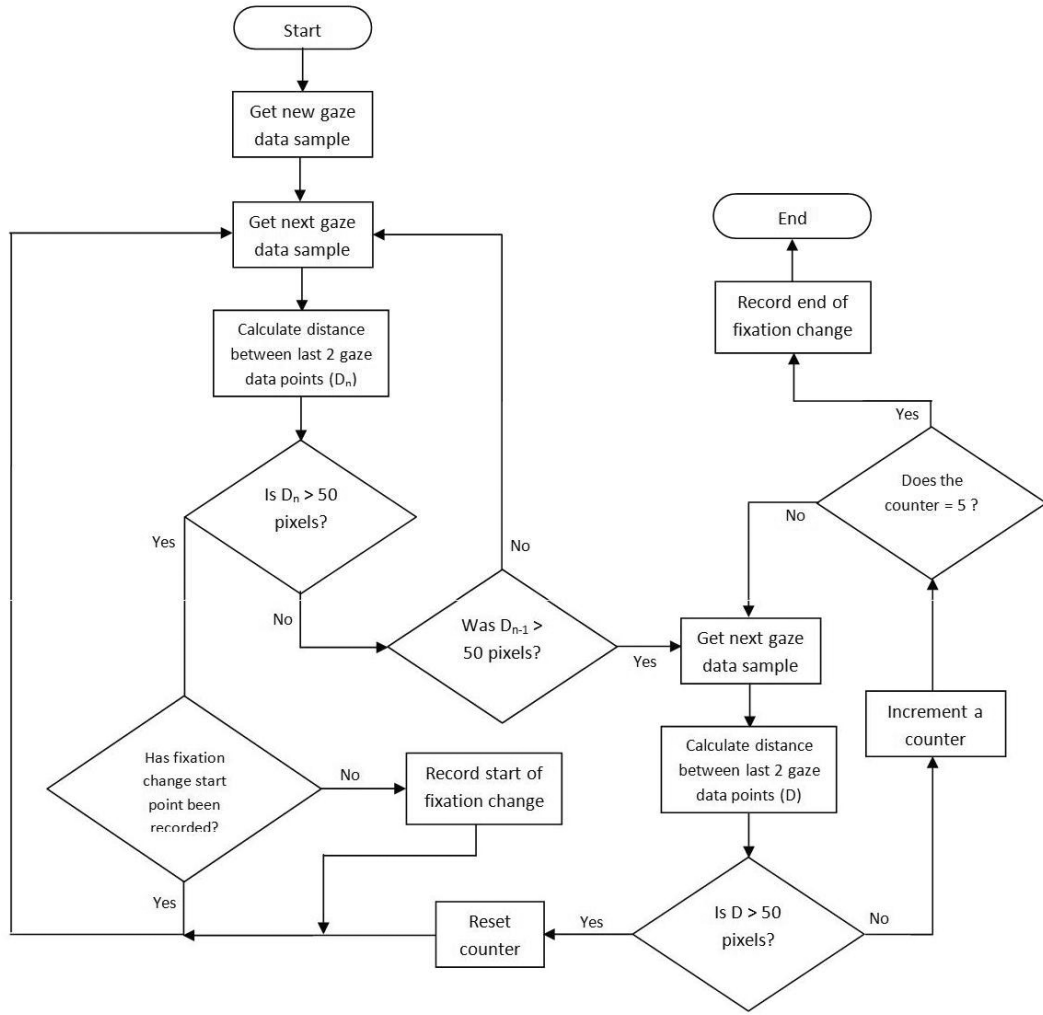 Start
Get new gaze
data sample
Get next gaze
data sample
Calculate distance
between last 2 gaze
data points (Dₙ)
Is Dₙ > 50
pixels?
Yes
No
Was Dₙ₋₁ >
50 pixels?
No
Yes
Has fixation
change start
point been
recorded?
No
Yes
Record start of
fixation change
Get next gaze
data sample
Calculate distance
between last 2 gaze
data points (D)
Is D > 50
pixels?
Yes
No
Reset
counter
Increment a
counter
Does the
counter = 5 ?
No
Yes
Record end of
fixation change
End